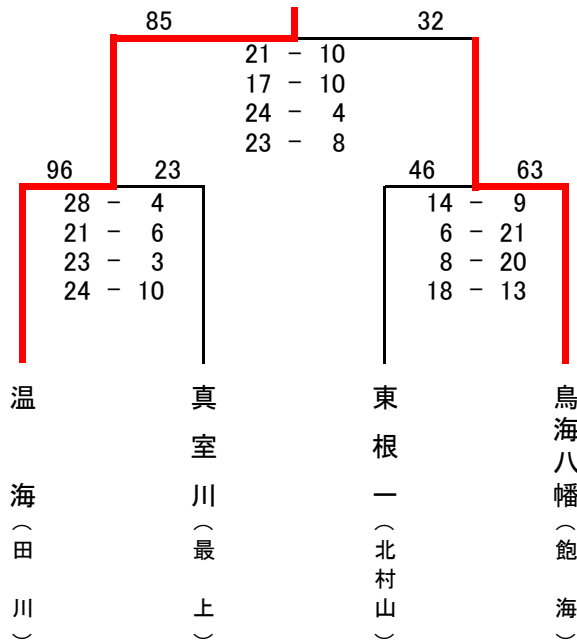 85 32
21 - 10
17 - 10
24 - 4
23 - 8
96 23
28 - 4
21 - 6
23 - 3
24 - 10
46 63
14 - 9
6 - 21
8 - 20
18 - 13
温海（田川）
真室川（最上）
東根一（北村山）
鳥海八幡（飽海）